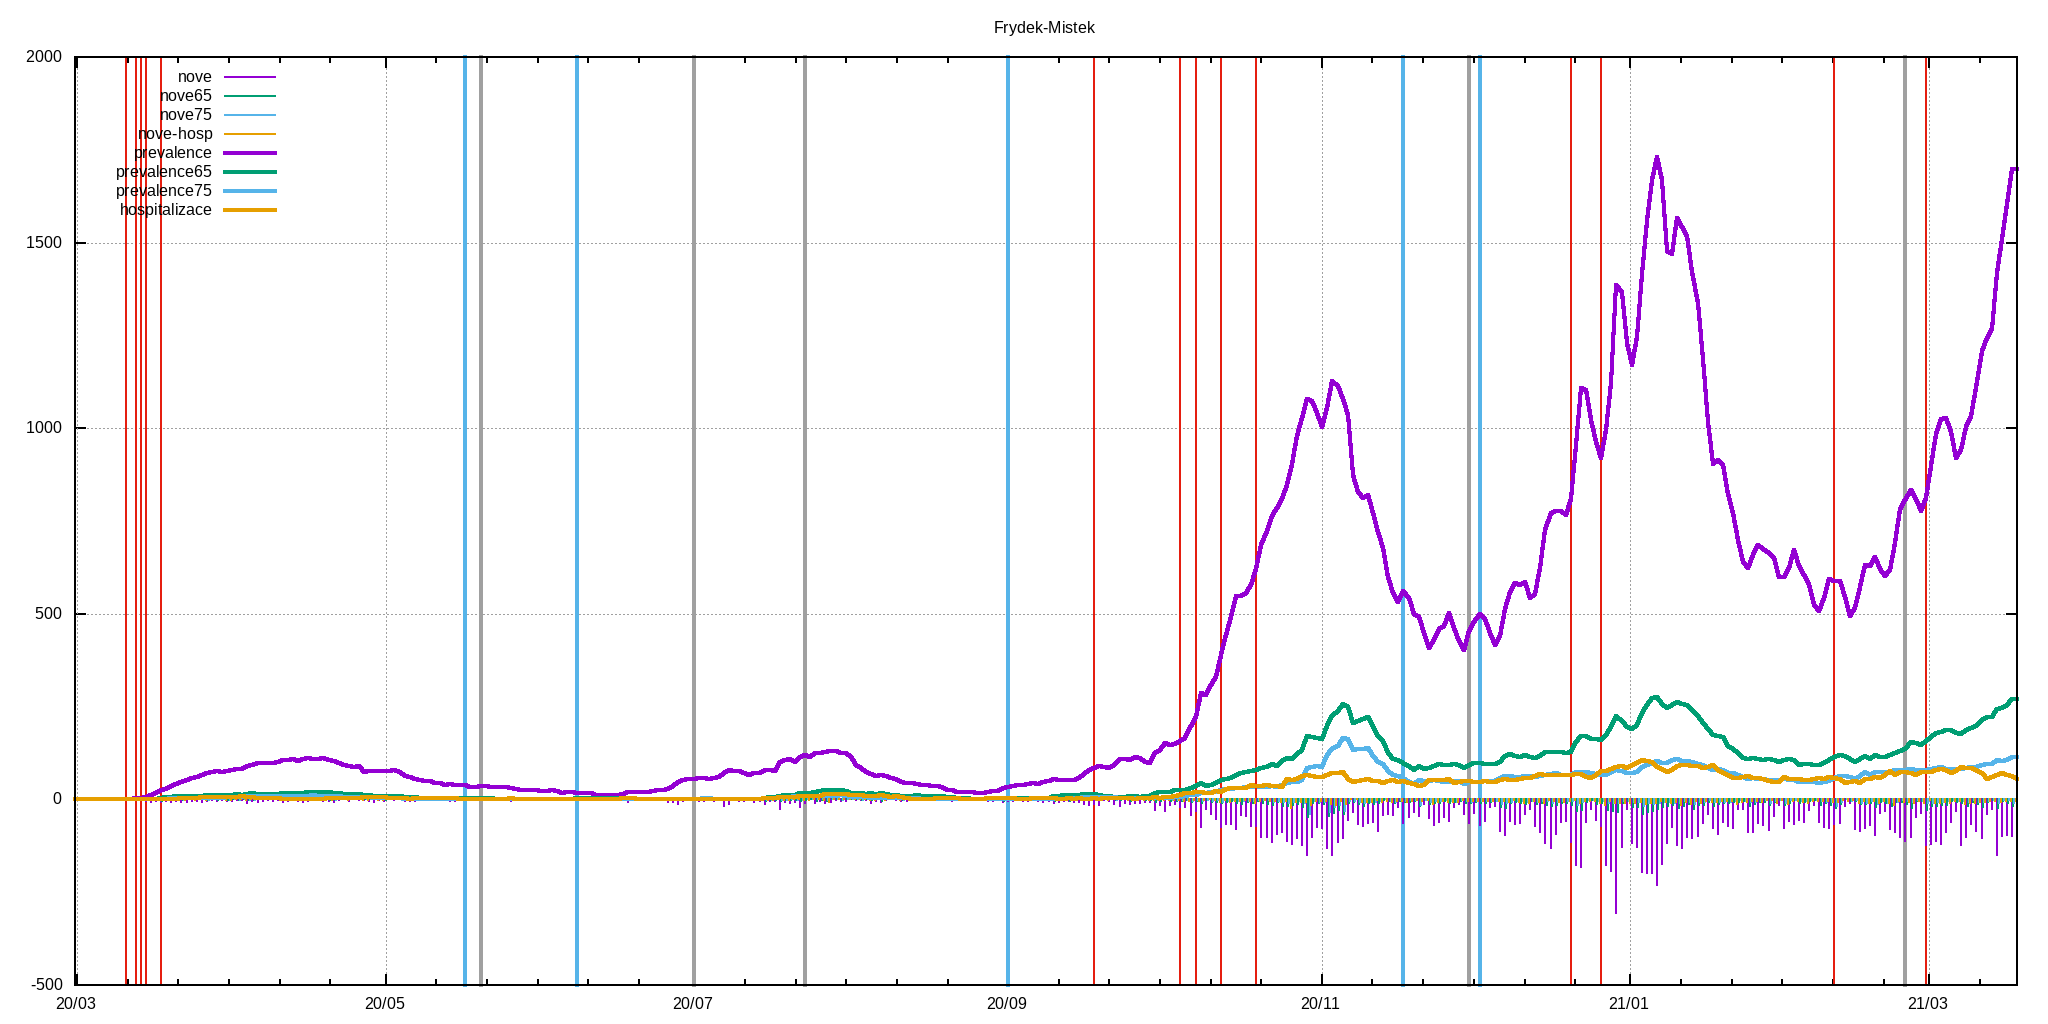 Frydek-Mistek
2000
1500
1000
500
0
-500
nove
nove65
nove75
nove-hosp
prevalence
prevalence65
prevalence75
hospitalizace
20/03 20/05 20/07 20/09 20/11 21/01 21/03